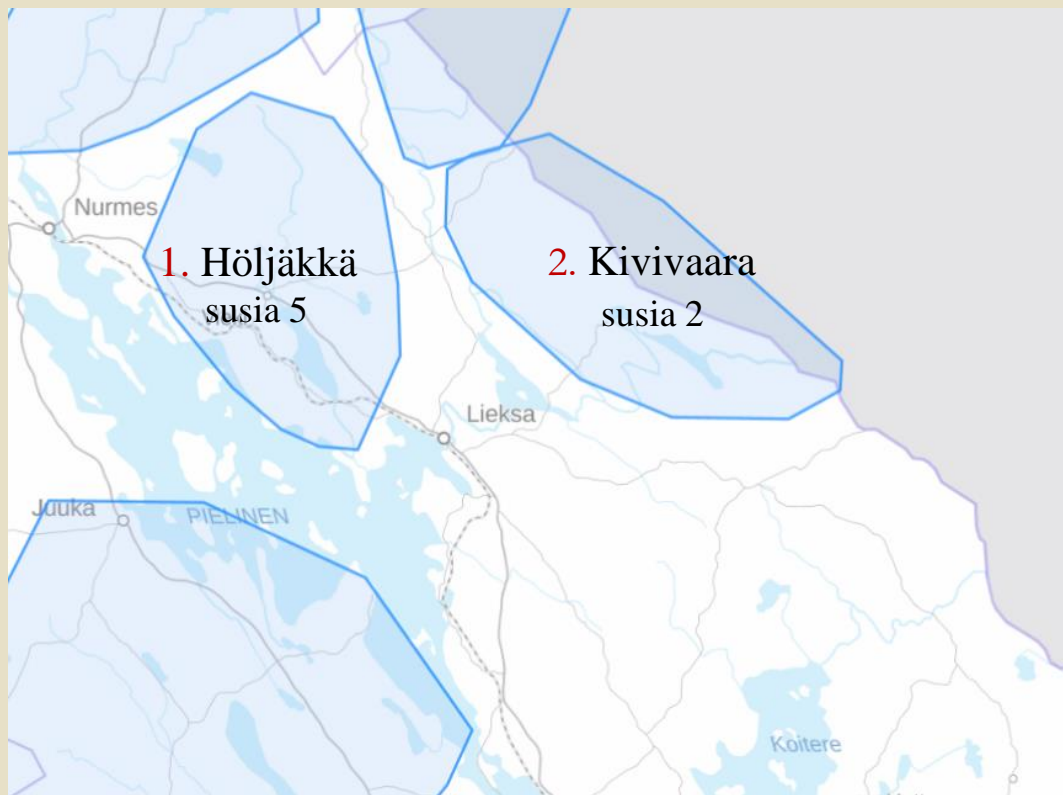 Nurmes
1. Höljäkkä
susia 5
2. Kivivaara
susia 2
Lieksa
Juuka
PIELINEN
Koitere